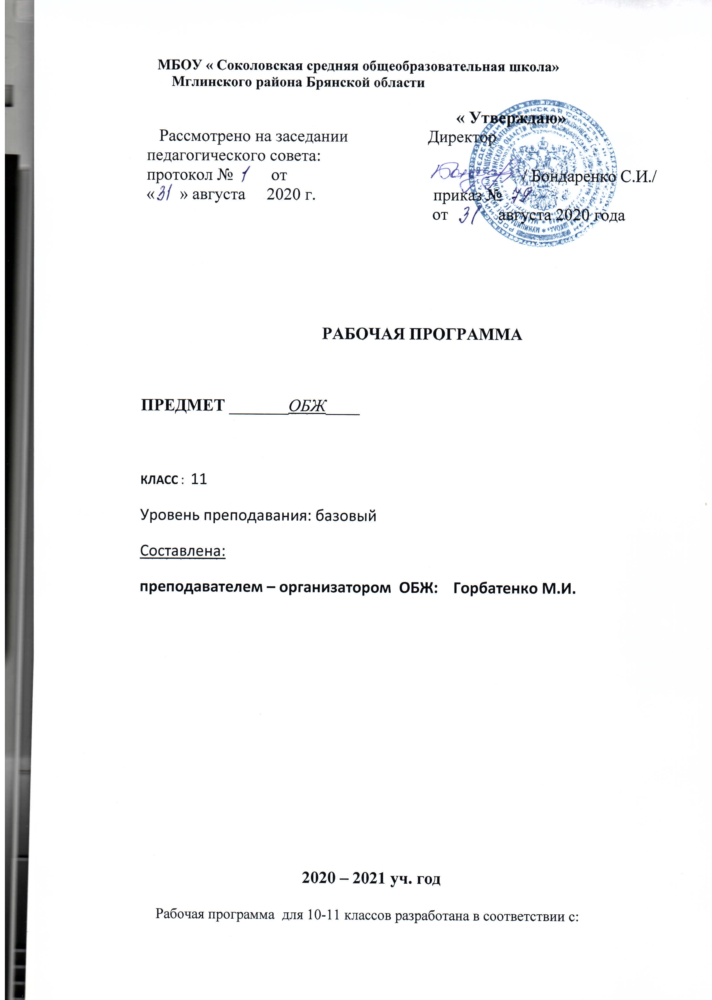 МБОУ « Соколовская средняя общеобразовательная школа»
Мглинского района Брянской области
« Утверждаю»
Рассмотрено на заседании
Директор
педагогического совета:
протокол № 1 от
/ Бондаренко С.И./
« 31 » августа 2020 г.
приказ № 79
от 31 августа 2020 года
РАБОЧАЯ ПРОГРАММА
ПРЕДМЕТ _______ОБЖ____
КЛАСС : 11
Уровень преподавания: базовый
Составлена:
преподавателем – организатором ОБЖ: Горбатенко М.И.
2020 – 2021 уч. год
Рабочая программа для 10-11 классов разработана в соответствии с: